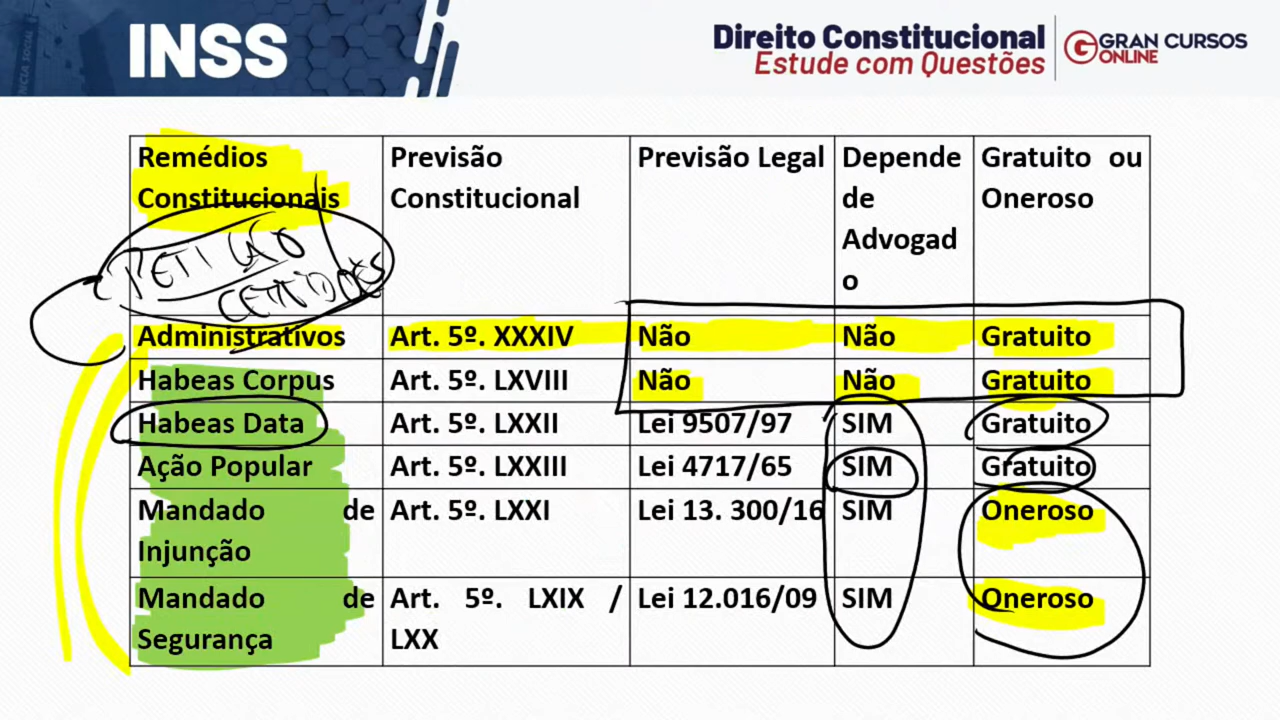 INSS
Direito Constitucional
Estude com Questões
GRAN CURSOS
ONLINE
Remédios Constitucionais
Previsão Constitucional
Previsão Legal
Depende de Advogado
Gratuito ou Oneroso
PETIÇÃO
CERTIDÕES
Administrativos Art. 5º. XXXIV Não Não Gratuito
Habeas Corpus Art. 5º. LXVIII Não Não Gratuito
Habeas Data Art. 5º. LXXII Lei 9507/97 SIM Gratuito
Ação Popular Art. 5º. LXXIII Lei 4717/65 SIM Gratuito
Mandado de Injunção Art. 5º. LXXI Lei 13. 300/16 SIM Oneroso
Mandado de Segurança Art. 5º. LXIX / LXX Lei 12.016/09 SIM Oneroso